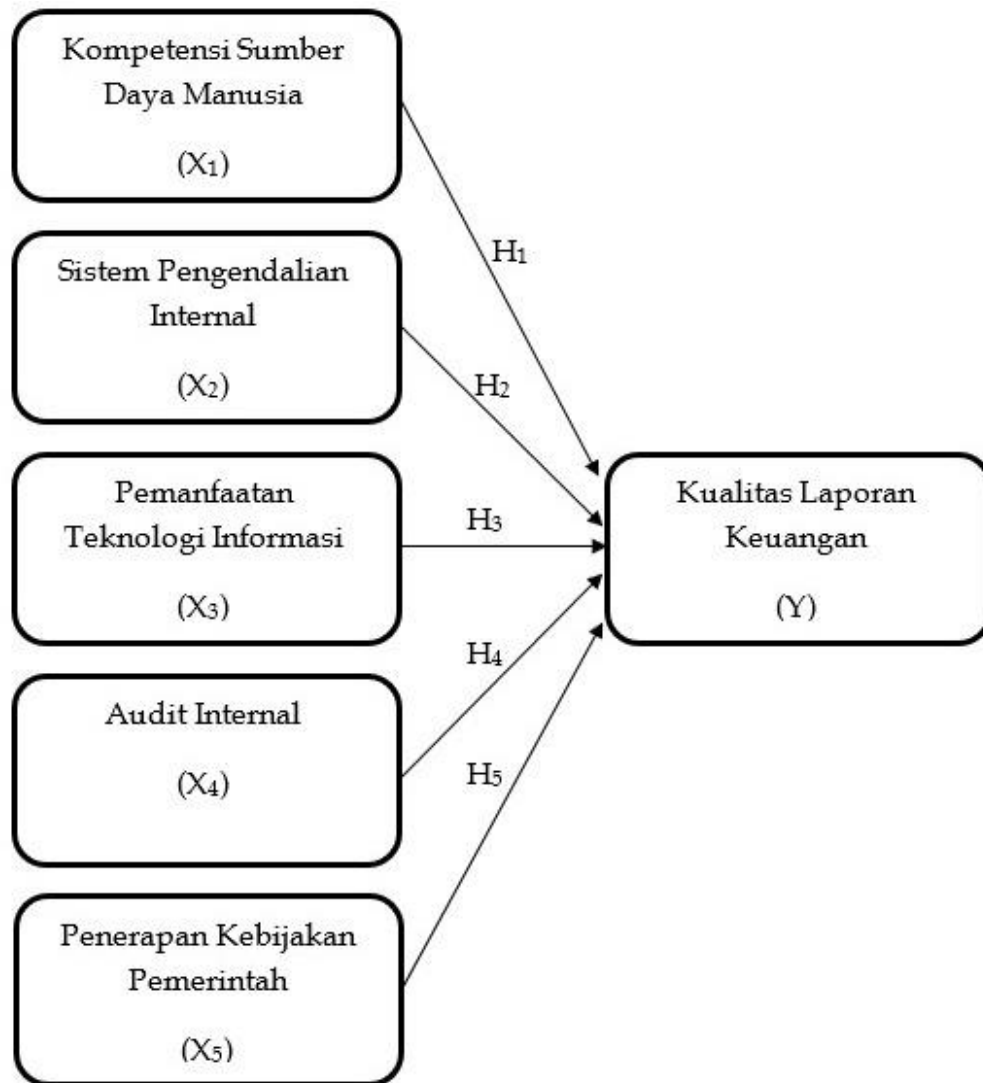 Kompetensi Sumber
Daya Manusia
(X₁)
H₁
Sistem Pengendalian
Internal
(X₂)
H₂
Pemanfaatan
Teknologi Informasi
(X₃)
H₃
Kualitas Laporan
Keuangan
(Y)
Audit Internal
(X₄)
H₄
Penerapan Kebijakan
Pemerintah
(X₅)
H₅